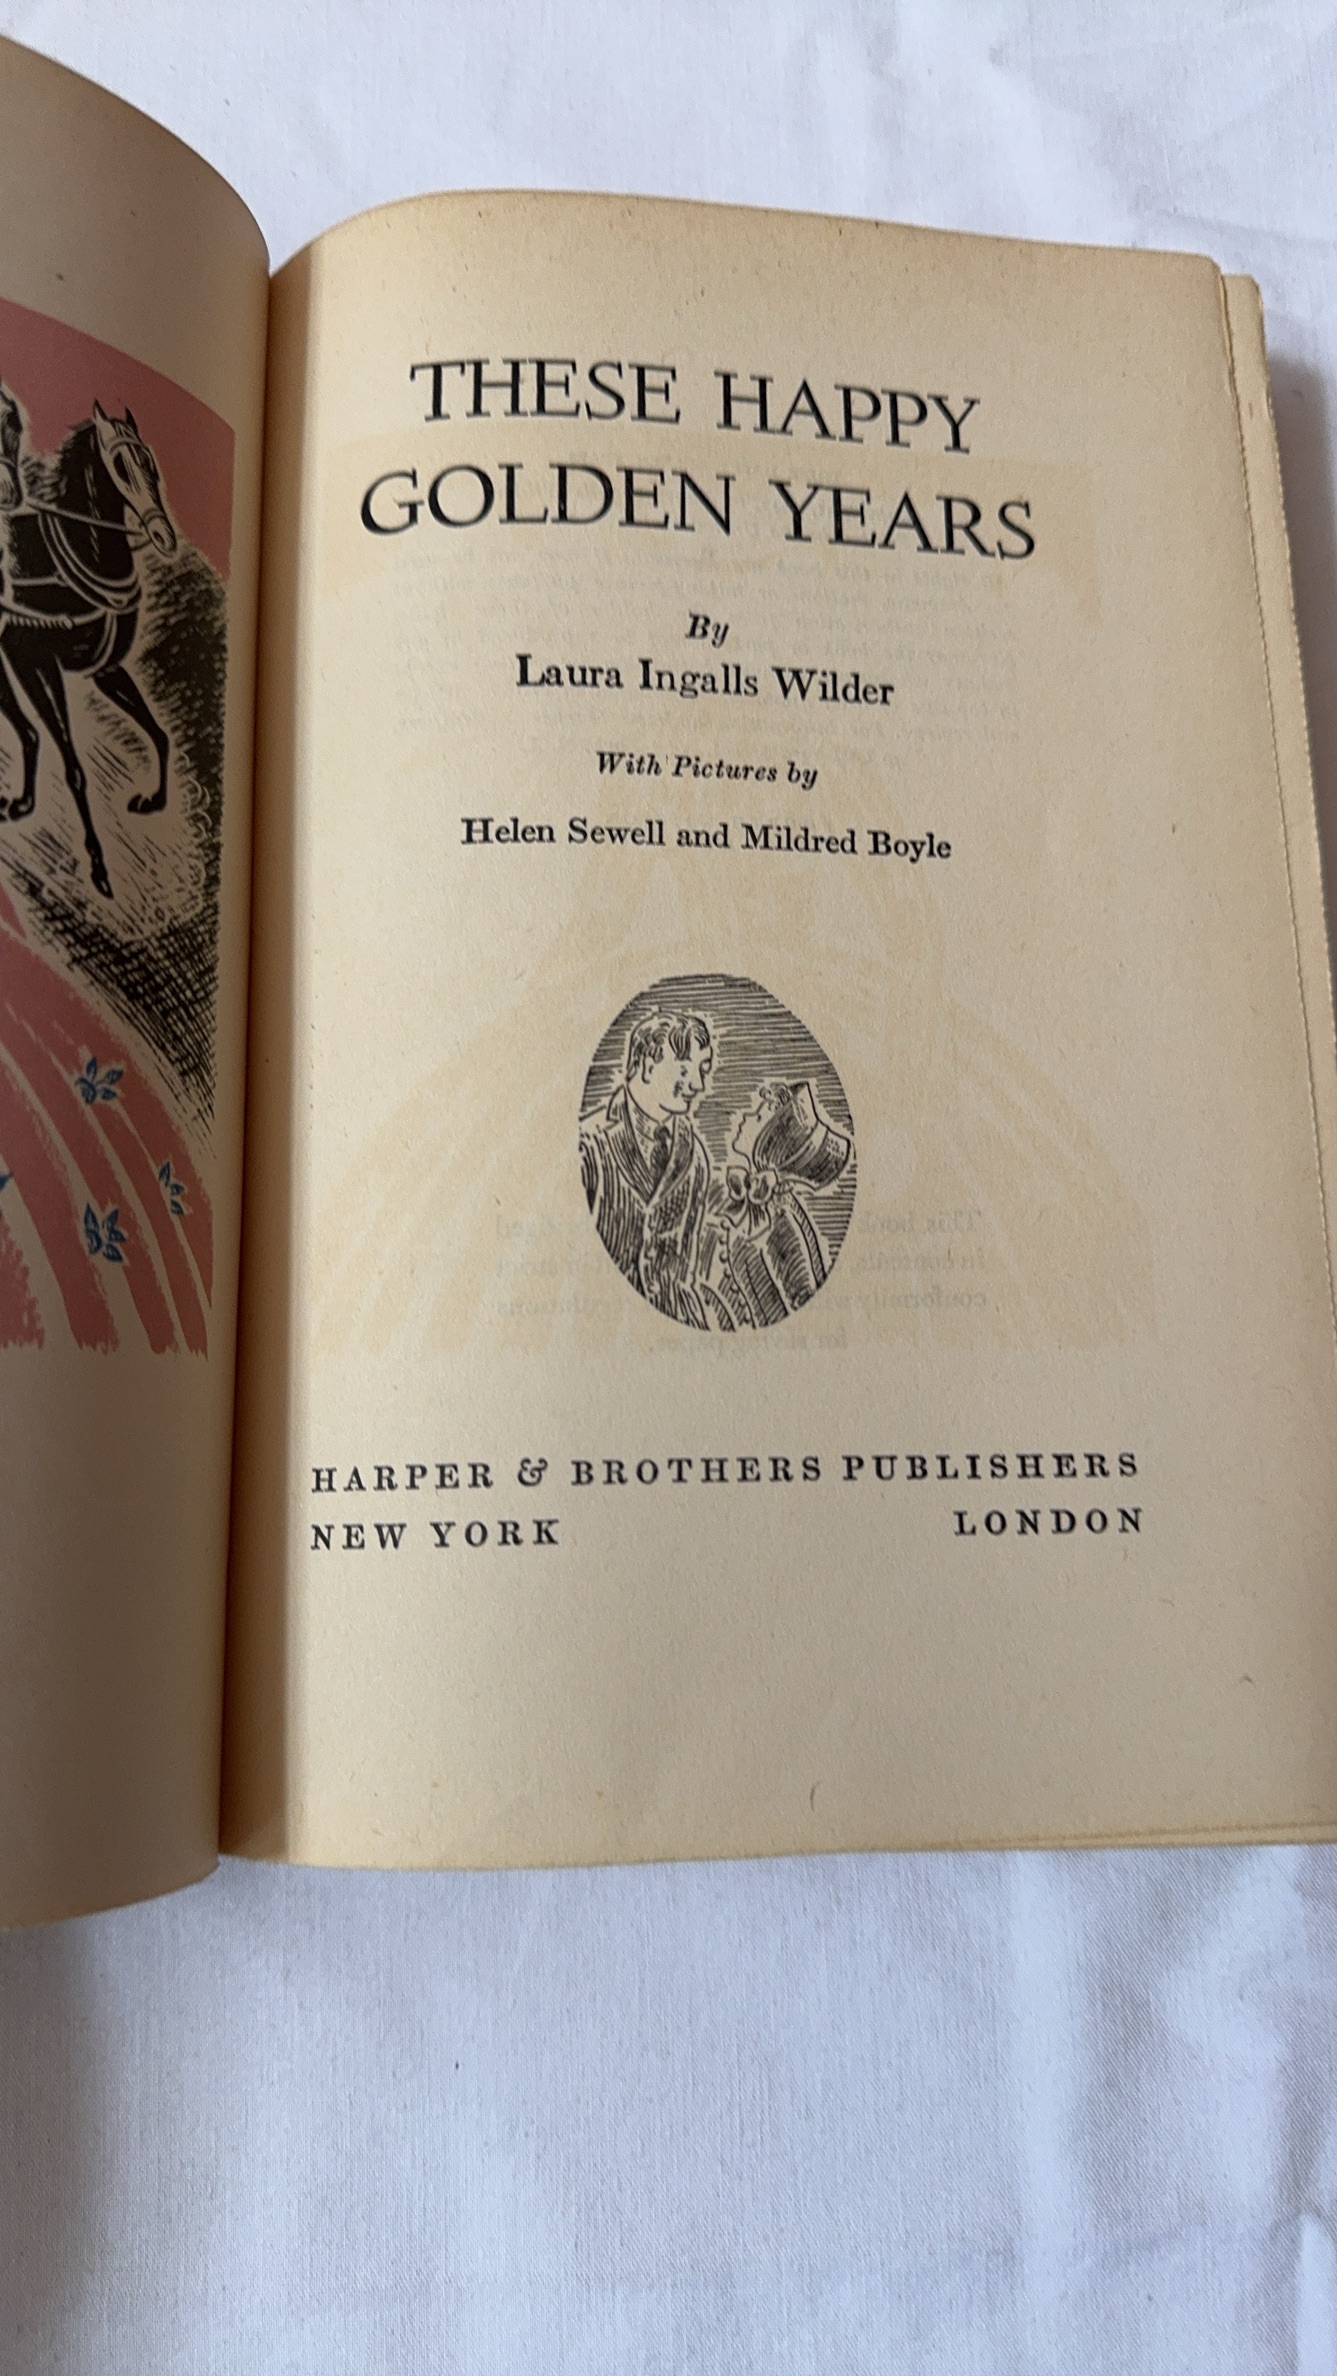 THESE HAPPY
GOLDEN YEARS
By
Laura Ingalls Wilder
With Pictures by
Helen Sewell and Mildred Boyle
HARPER & BROTHERS PUBLISHERS
NEW YORK LONDON